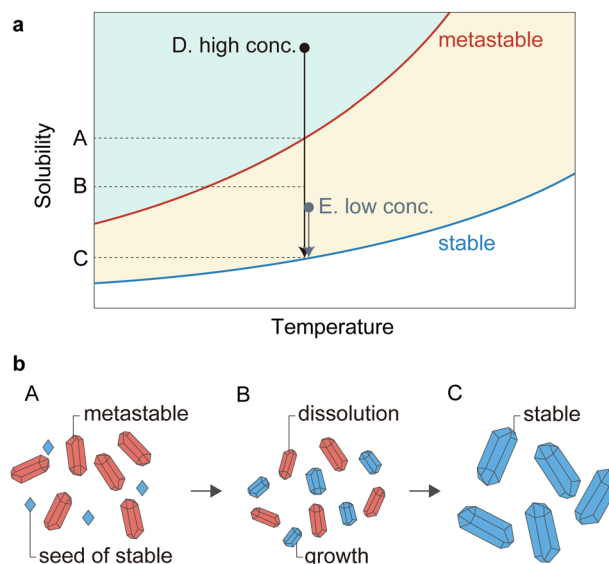 a
D. high conc.
metastable
A
B
E. low conc.
stable
C
Solubility
Temperature
b
A
B
C
metastable
dissolution
stable
seed of stable
growth